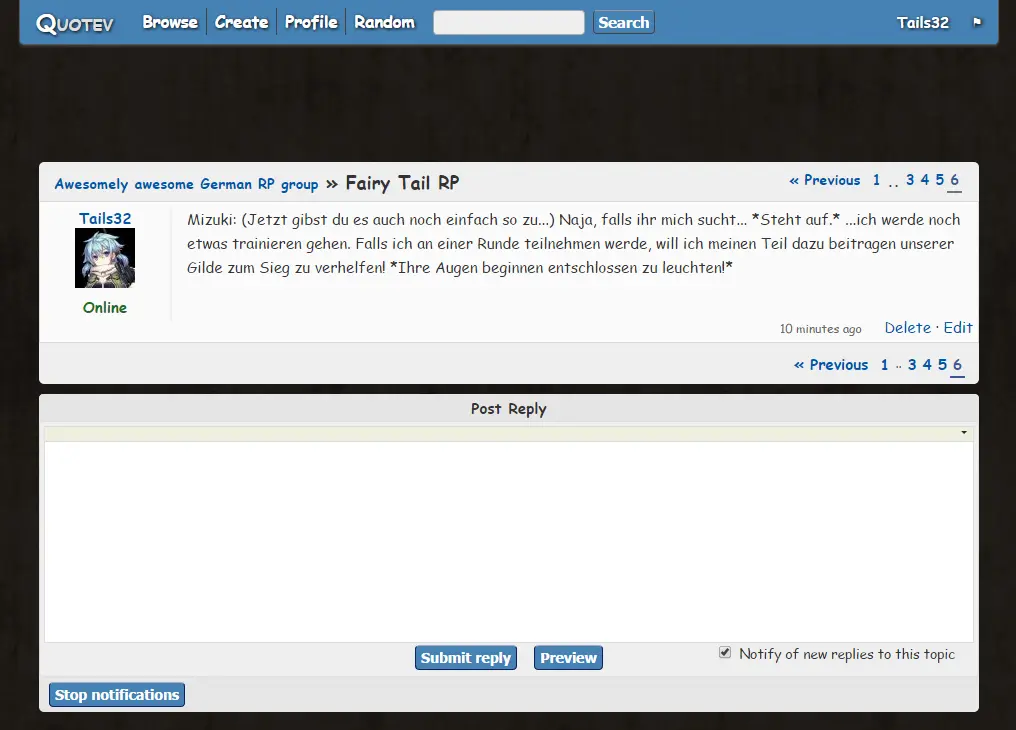 QUOTEV Browse Create Profile Random Search Tails32
Awesomely awesome German RP group » Fairy Tail RP « Previous 1 .. 3 4 5 6
Tails32
Online
Mizuki: (Jetzt gibst du es auch noch einfach so zu...) Naja, falls ihr mich sucht... *Steht auf.* ...ich werde noch
etwas trainieren gehen. Falls ich an einer Runde teilnehmen werde, will ich meinen Teil dazu beitragen unserer
Gilde zum Sieg zu verhelfen! *Ihre Augen beginnen entschlossen zu leuchten!*
10 minutes ago Delete · Edit
« Previous 1 .. 3 4 5 6
Post Reply
Submit reply Preview Notify of new replies to this topic
Stop notifications